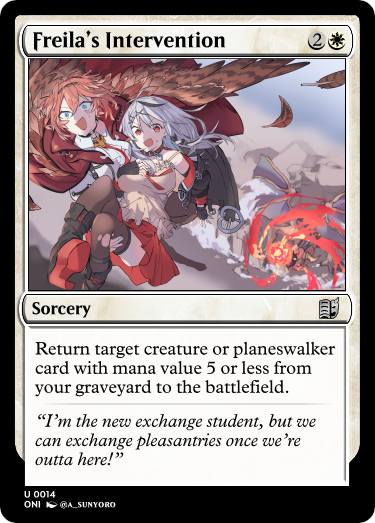 Freila's Intervention 2
Sorcery
Return target creature or planeswalker
card with mana value 5 or less from
your graveyard to the battlefield.
“I'm the new exchange student, but we
can exchange pleasantries once we're
outta here!”
U 0014
ONI @A_SUNYORO